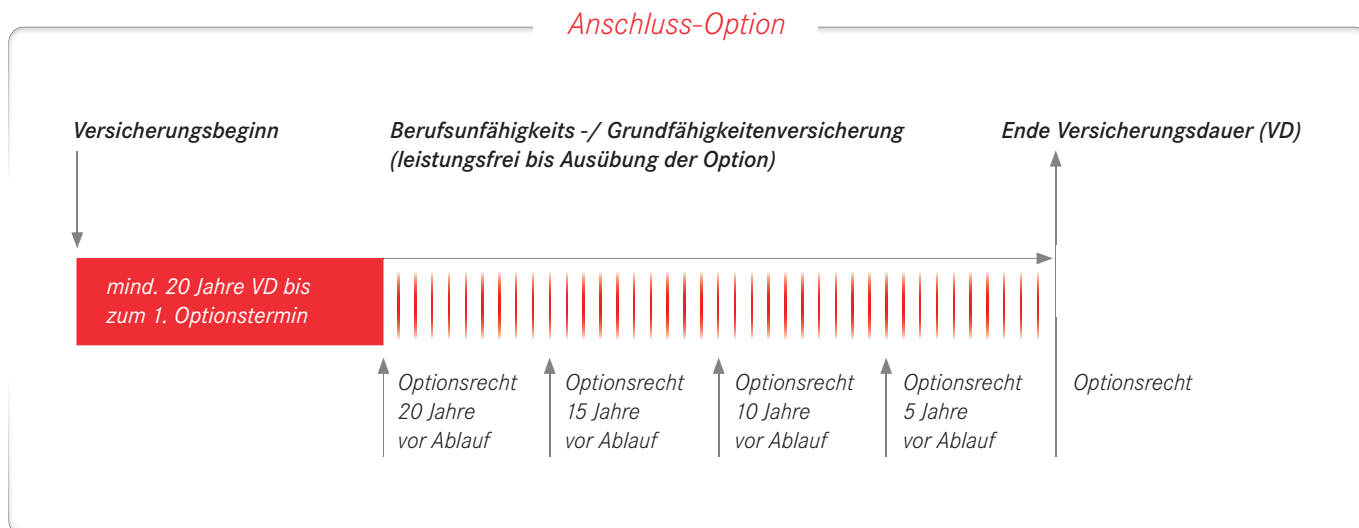 Anschluss-Option
Versicherungsbeginn
Berufsunfähigkeits -/ Grundfähigkeitenversicherung
(leistungsfrei bis Ausübung der Option)
Ende Versicherungsdauer (VD)
mind. 20 Jahre VD bis
zum 1. Optionstermin
Optionsrecht
20 Jahre
vor Ablauf
Optionsrecht
15 Jahre
vor Ablauf
Optionsrecht
10 Jahre
vor Ablauf
Optionsrecht
5 Jahre
vor Ablauf
Optionsrecht